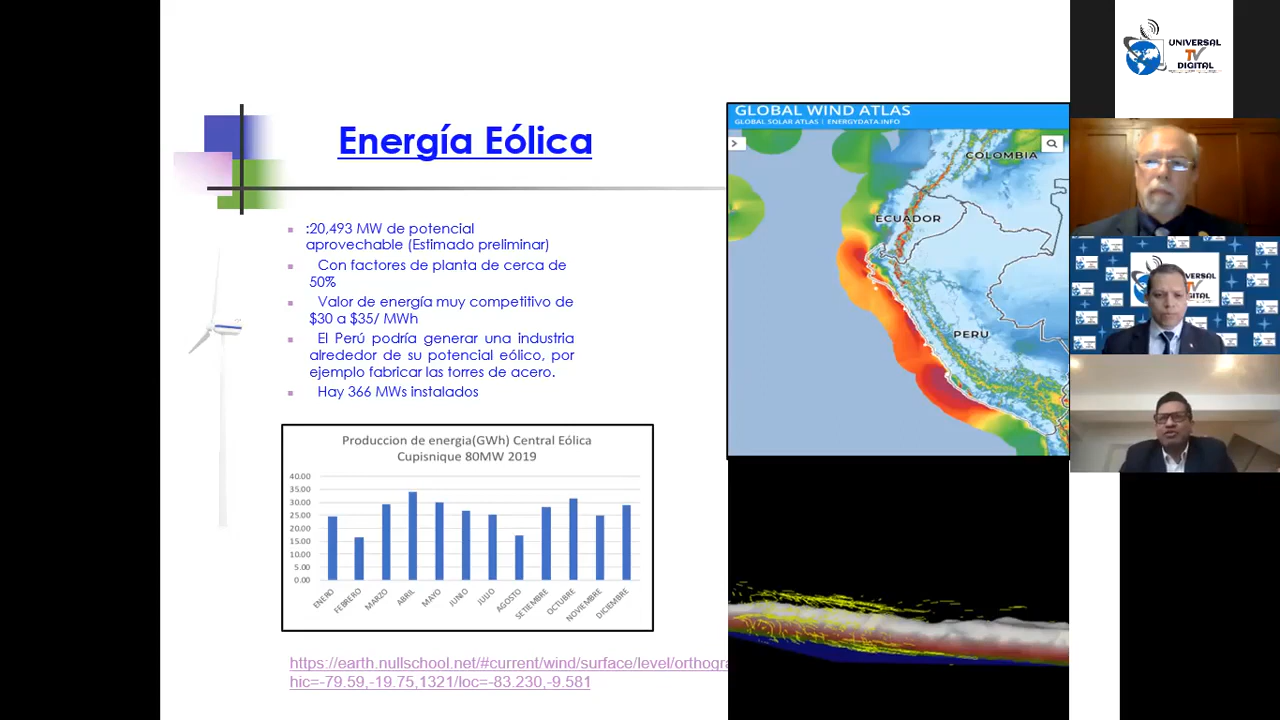 Energía Eólica
:20,493 MW de potencial
aprovechable (Estimado preliminar)
Con factores de planta de cerca de
50%
Valor de energía muy competitivo de
$30 a $35/ MWh
El Perú podría generar una industria
alrededor de su potencial eólico, por
ejemplo fabricar las torres de acero.
Hay 366 MWs instalados
Produccion de energia(GWh) Central Eólica
Cupisnique 80MW 2019
40.00
35.00
30.00
25.00
20.00
15.00
10.00
5.00
0.00
ENERO
FEBRERO
MARZO
ABRIL
MAYO
JUNIO
JULIO
AGOSTO
SETIEMBRE
OCTUBRE
NOVIEMBRE
DICIEMBRE
https://earth.nullschool.net/#current/wind/surface/level/orthogra
hic=-79.59,-19.75,1321/loc=-83.230,-9.581
GLOBAL WIND ATLAS
GLOBAL SOLAR ATLAS | ENERGYDATA.INFO
COLOMBIA
ECUADOR
PERU
UNIVERSAL
TV
DIGITAL